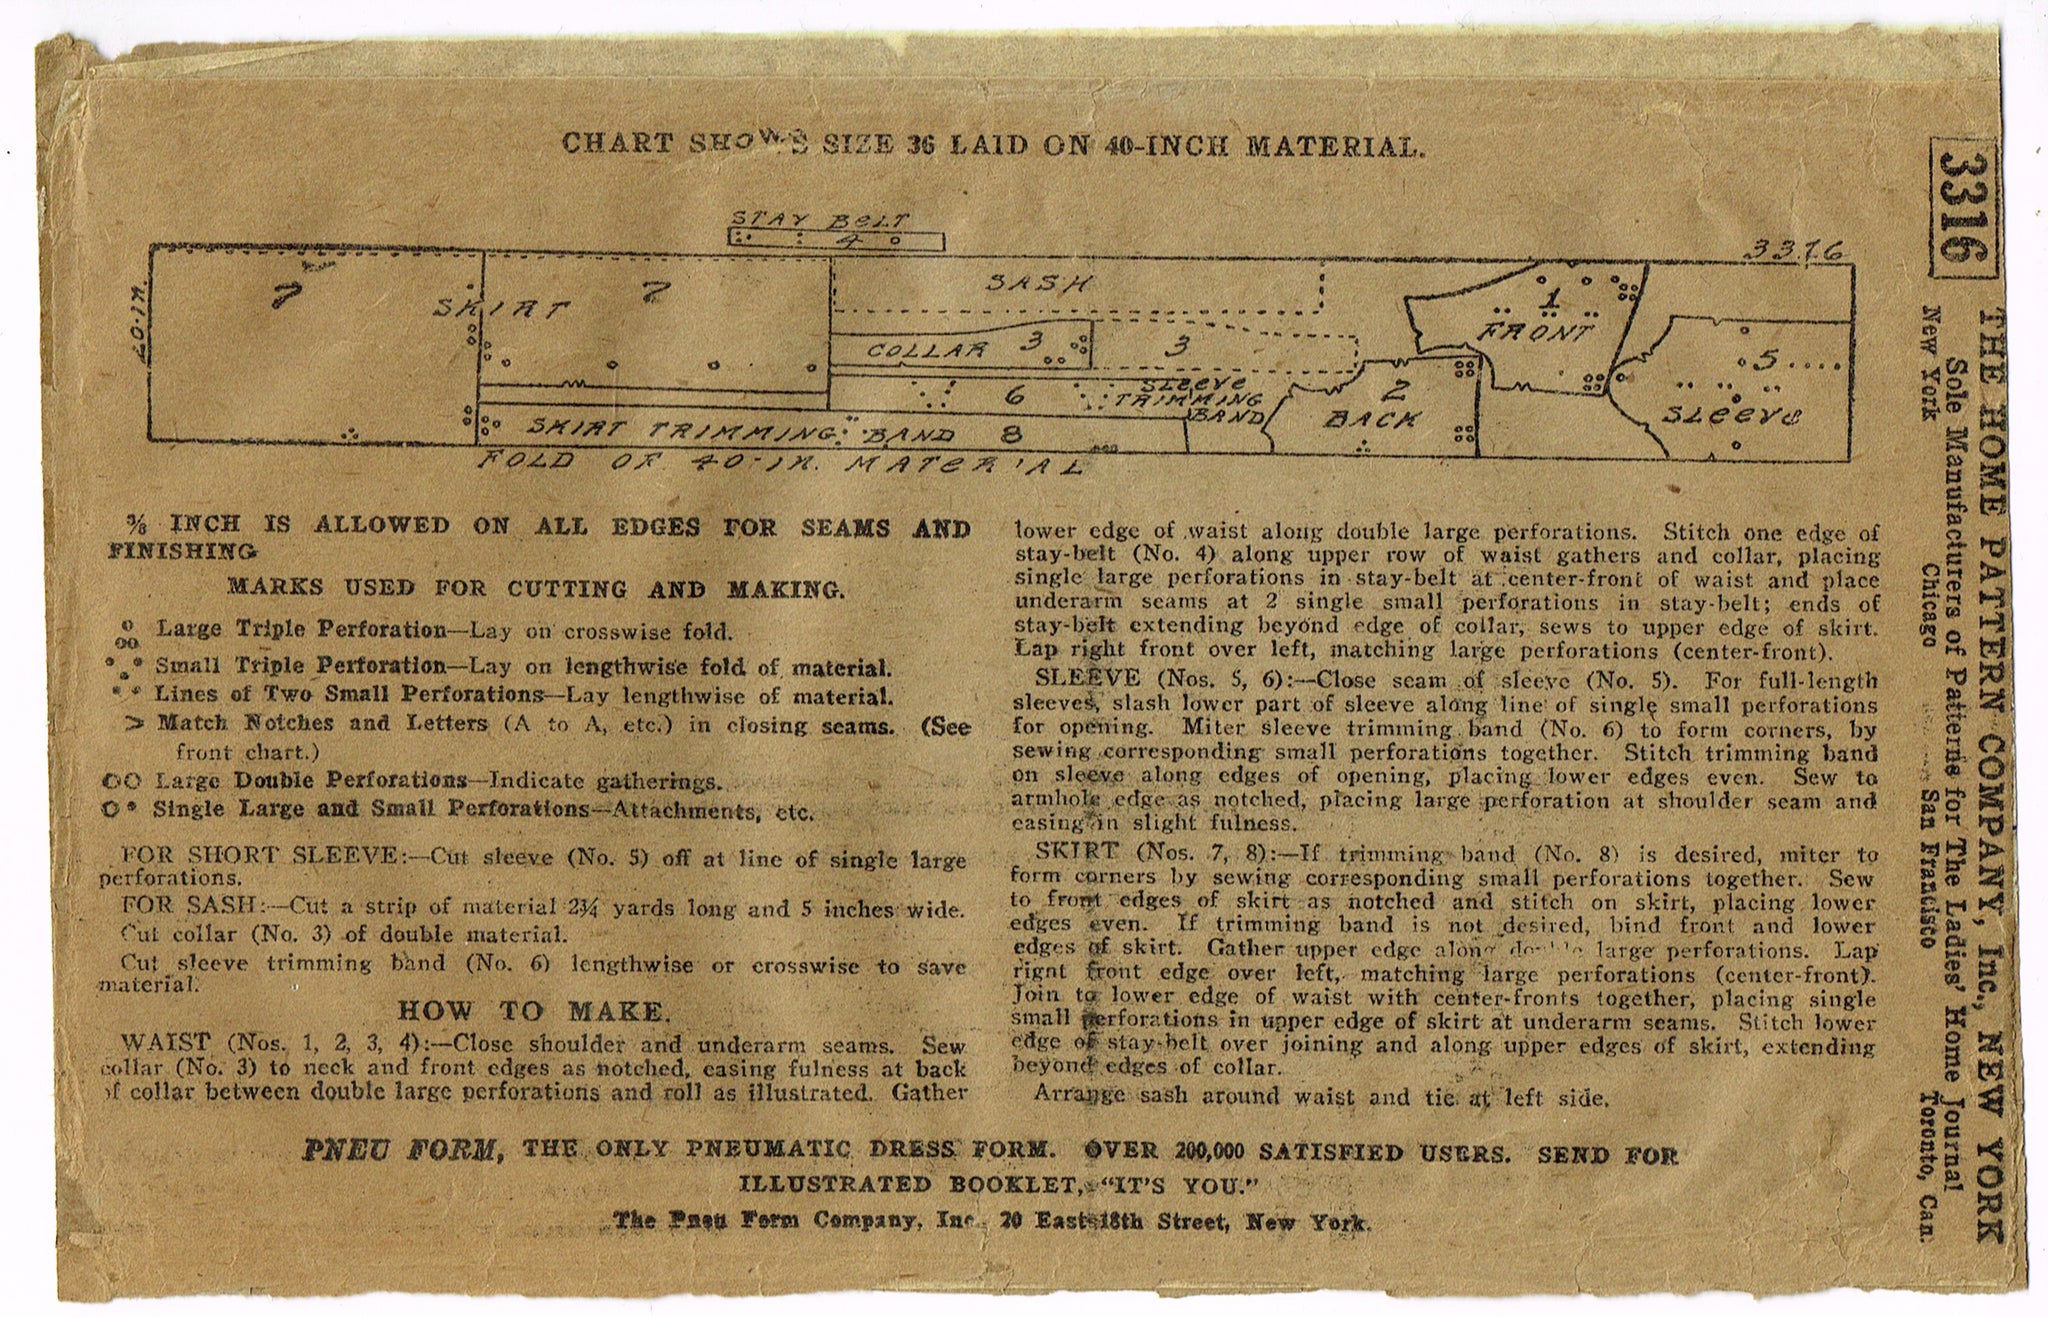 CHART SHOWS SIZE 36 LAID ON 40-INCH MATERIAL.
STAY BELT
4
3376
20-IN.
7
SKIRT
7
SASH
COLLAR 3
3
1
FRONT
5
SLEEVE
6
SLEEVE
TRIMMING
BAND
2
BACK
SKIRT TRIMMING BAND 8
FOLD OF 40-IN. MATERIAL
⅜ INCH IS ALLOWED ON ALL EDGES FOR SEAMS AND
FINISHING
MARKS USED FOR CUTTING AND MAKING.
Large Triple Perforation—Lay on crosswise fold.
Small Triple Perforation—Lay on lengthwise fold of material.
Lines of Two Small Perforations—Lay lengthwise of material.
> Match Notches and Letters (A to A, etc.) in closing seams. (See
front chart.)
Large Double Perforations—Indicate gatherings.
Single Large and Small Perforations—Attachments, etc.
FOR SHORT SLEEVE:—Cut sleeve (No. 5) off at line of single large
perforations.
FOR SASH:—Cut a strip of material 2¾ yards long and 5 inches wide.
Cut collar (No. 3) of double material.
Cut sleeve trimming band (No. 6) lengthwise or crosswise to save
material.
HOW TO MAKE.
WAIST (Nos. 1, 2, 3, 4):—Close shoulder and underarm seams. Sew
collar (No. 3) to neck and front edges as notched, easing fulness at back
of collar between double large perforations and roll as illustrated. Gather
lower edge of waist along double large perforations. Stitch one edge of
stay-belt (No. 4) along upper row of waist gathers and collar, placing
single large perforations in stay-belt at center-front of waist and place
underarm seams at 2 single small perforations in stay-belt; ends of
stay-belt extending beyond edge of collar, sews to upper edge of skirt.
Lap right front over left, matching large perforations (center-front).
SLEEVE (Nos. 5, 6):—Close seam of sleeve (No. 5). For full-length
sleeves, slash lower part of sleeve along line of single small perforations
for opening. Miter sleeve trimming band (No. 6) to form corners, by
sewing corresponding small perforations together. Stitch trimming band
on sleeve along edges of opening, placing lower edges even. Sew to
armhole edge as notched, placing large perforation at shoulder seam and
easing in slight fulness.
SKIRT (Nos. 7, 8):—If trimming band (No. 8) is desired, miter to
form corners by sewing corresponding small perforations together. Sew
to front edges of skirt as notched and stitch on skirt, placing lower
edges even. If trimming band is not desired, bind front and lower
edges of skirt. Gather upper edge along double large perforations. Lap
rignt front edge over left, matching large perforations (center-front).
Join to lower edge of waist with center-fronts together, placing single
small perforations in upper edge of skirt at underarm seams. Stitch lower
edge of stay-belt over joining and along upper edges of skirt, extending
beyond edges of collar.
Arrange sash around waist and tie at left side.
PNEU FORM, THE ONLY PNEUMATIC DRESS FORM. OVER 200,000 SATISFIED USERS. SEND FOR
ILLUSTRATED BOOKLET, “IT'S YOU.”
The Pneu Form Company, Inc. 20 East 18th Street, New York.
3316
THE HOME PATTERN COMPANY, Inc., NEW YORK
Sole Manufacturers of Patterns for The Ladies' Home Journal
New York Chicago San Francisco Toronto, Can.